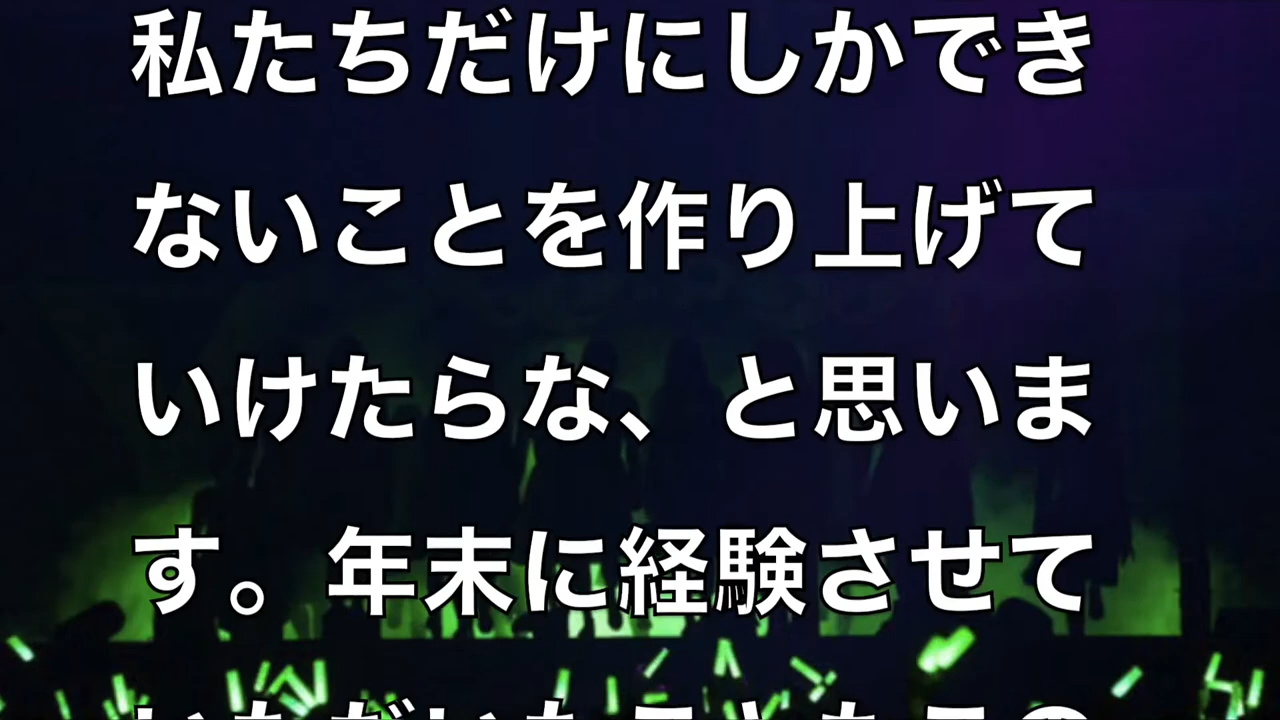 私たちだけにしかでき
ないことを作り上げて
いけたらな、と思いま
す。年末に経験させて